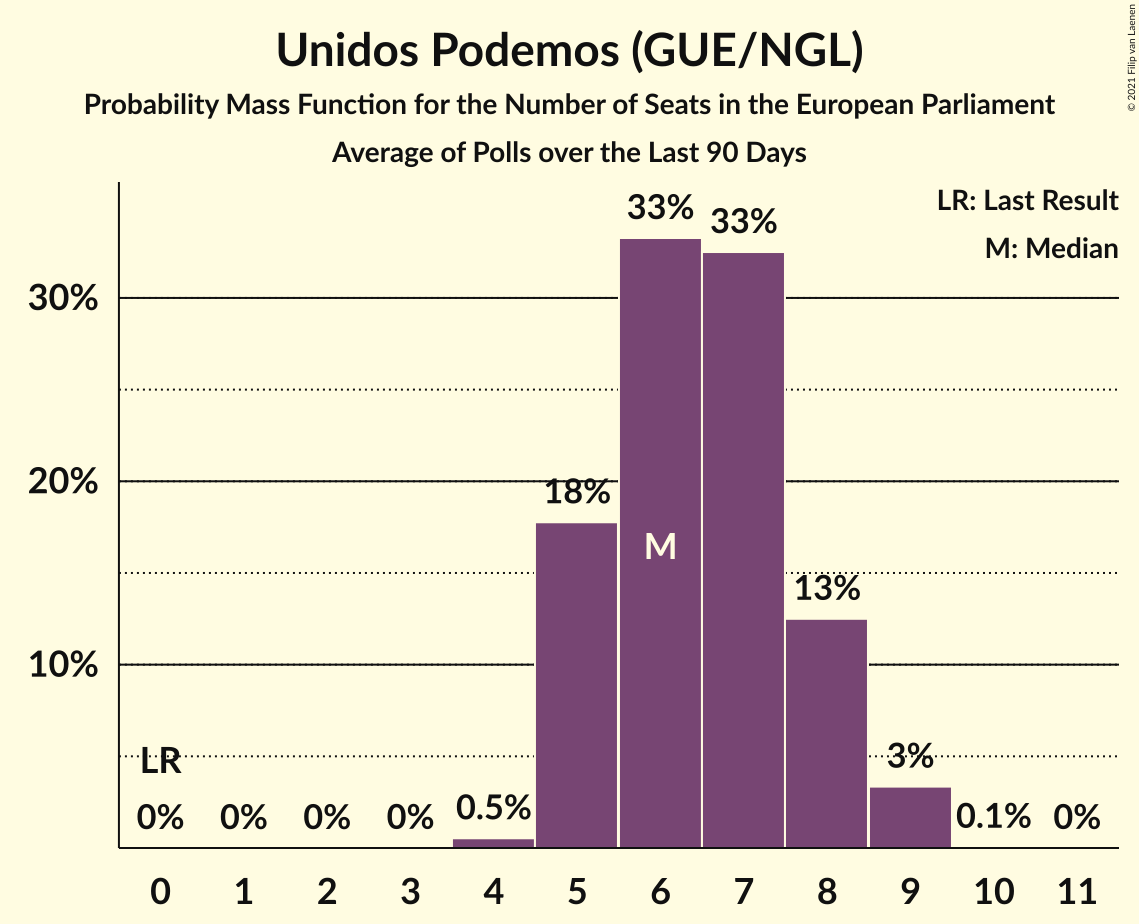 Unidos Podemos (GUE/NGL)
Probability Mass Function for the Number of Seats in the European Parliament
Average of Polls over the Last 90 Days
© 2021 Filip van Laenen
LR: Last Result
M: Median
33%
33%
30%
20%
18%
M
13%
10%
LR
3%
0%
0%
0%
0%
0.5%
0.1%
0%
0 1 2 3 4 5 6 7 8 9 10 11